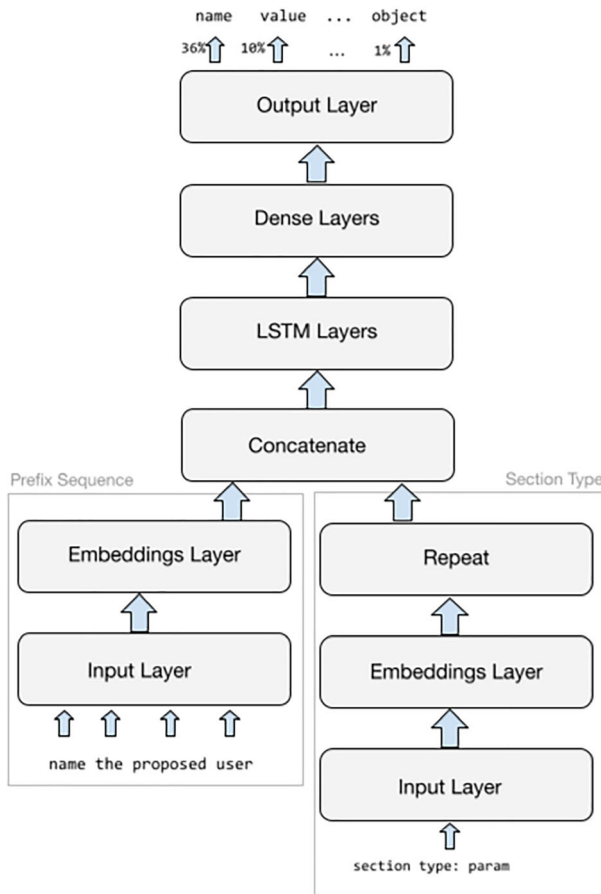 name value ... object
36% 10% ... 1%
Output Layer
Dense Layers
LSTM Layers
Concatenate
Prefix Sequence
Section Type
Embeddings Layer
Repeat
Input Layer
Embeddings Layer
name the proposed user
Input Layer
section type: param